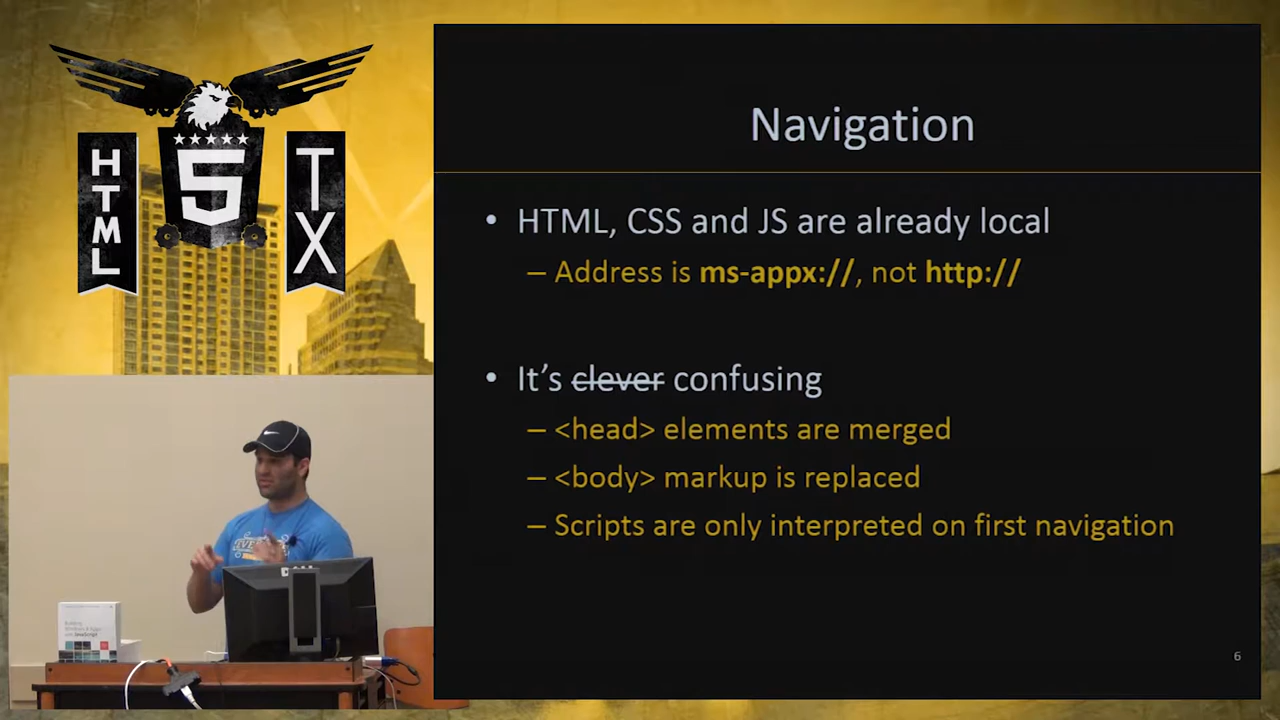 HTML
5
TX
Navigation
• HTML, CSS and JS are already local
– Address is ms-appx://, not http://
• It's clever confusing
– <head> elements are merged
– <body> markup is replaced
– Scripts are only interpreted on first navigation
6